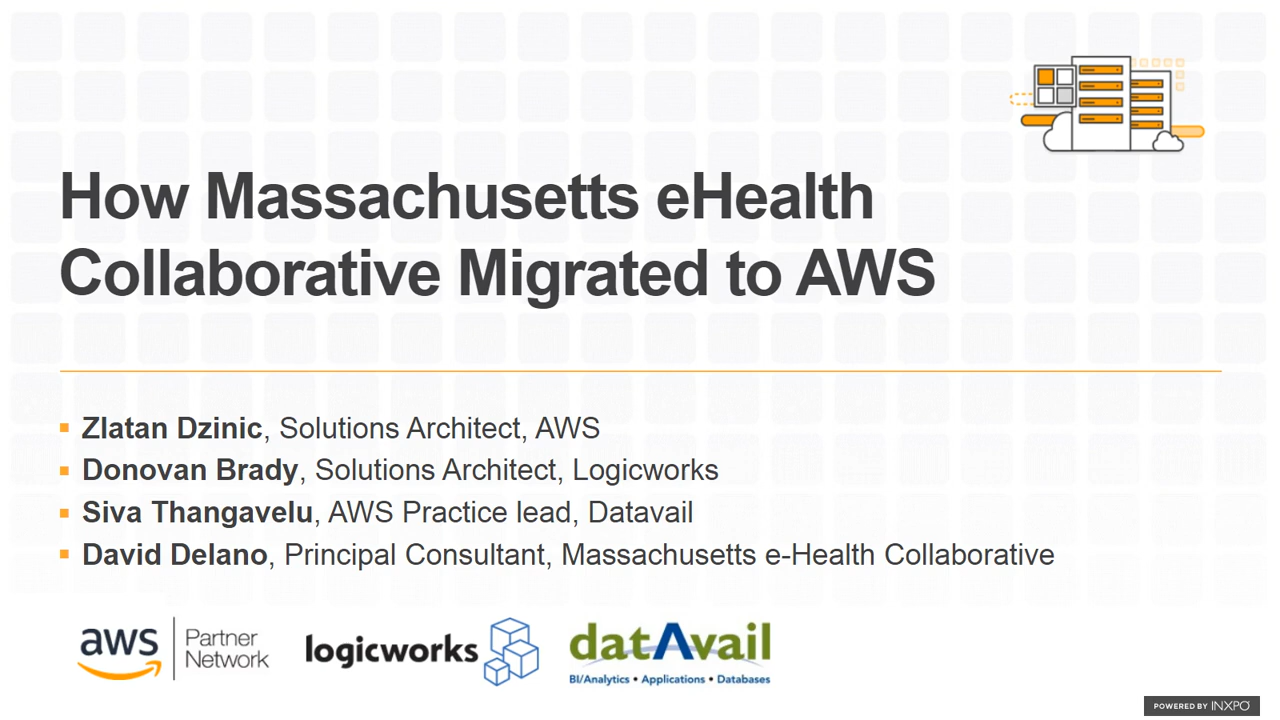 How Massachusetts eHealth
Collaborative Migrated to AWS
Zlatan Dzinic, Solutions Architect, AWS
Donovan Brady, Solutions Architect, Logicworks
Siva Thangavelu, AWS Practice lead, Datavail
David Delano, Principal Consultant, Massachusetts e-Health Collaborative
aws Partner Network
logicworks
datAvail
BI/Analytics • Applications • Databases
POWERED BY INXPO